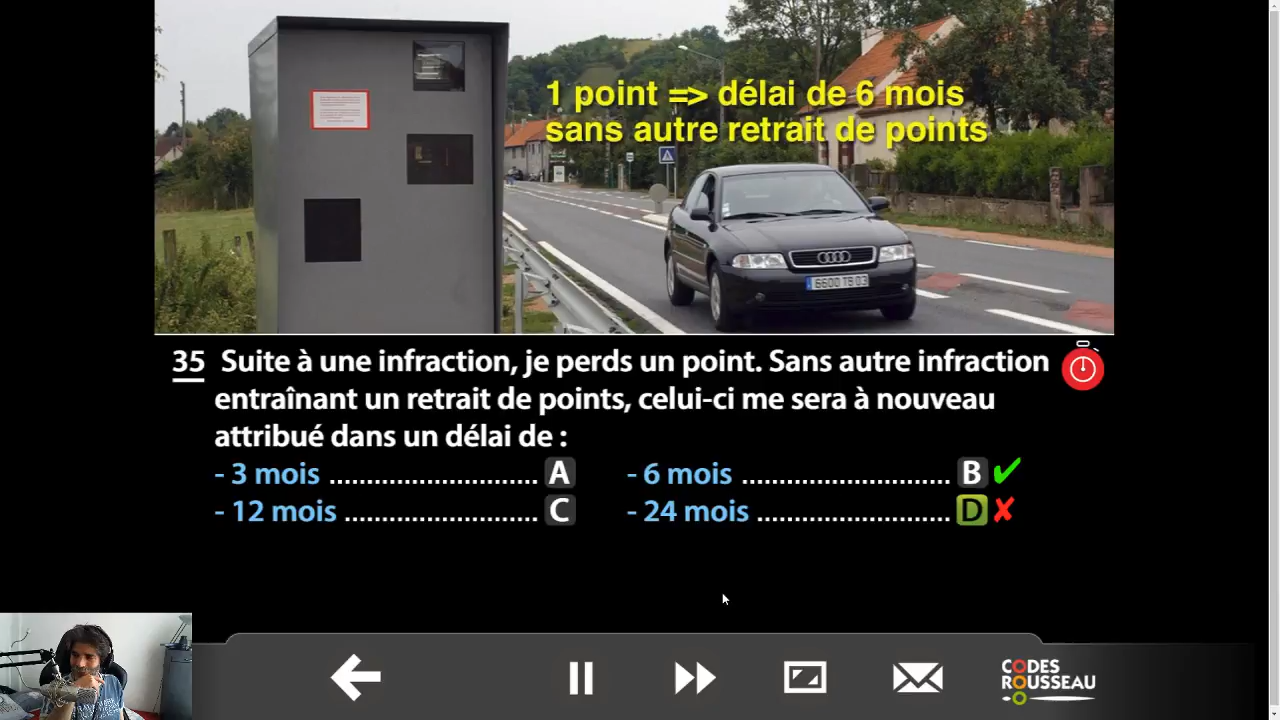 1 point => délai de 6 mois
sans autre retrait de points
6600 TB 03
35 Suite à une infraction, je perds un point. Sans autre infraction
entraînant un retrait de points, celui-ci me sera à nouveau
attribué dans un délai de :
- 3 mois .......................... A
- 6 mois .......................... B ✔
- 12 mois ........................ C
- 24 mois ........................ D ✘
CODES
ROUSSEAU